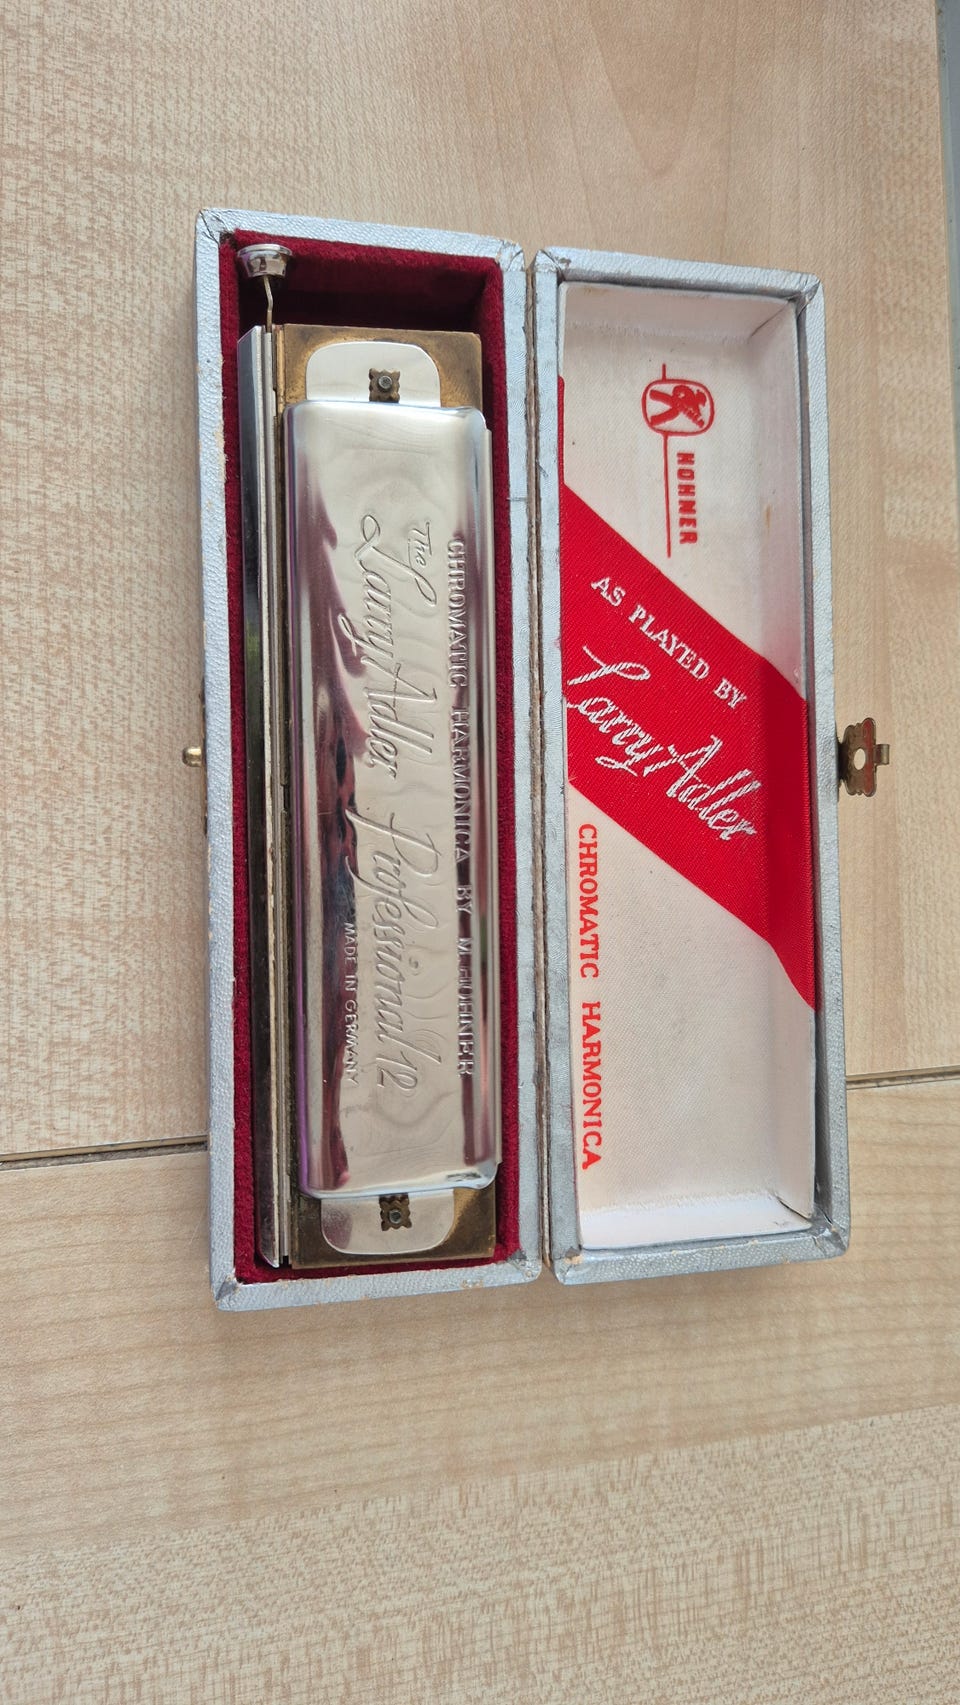 CHROMATIC HARMONICA BY M. HOHNER
The
Larry Adler Professional 12
MADE IN GERMANY
HOHNER
AS PLAYED BY
Larry Adler
CHROMATIC HARMONICA